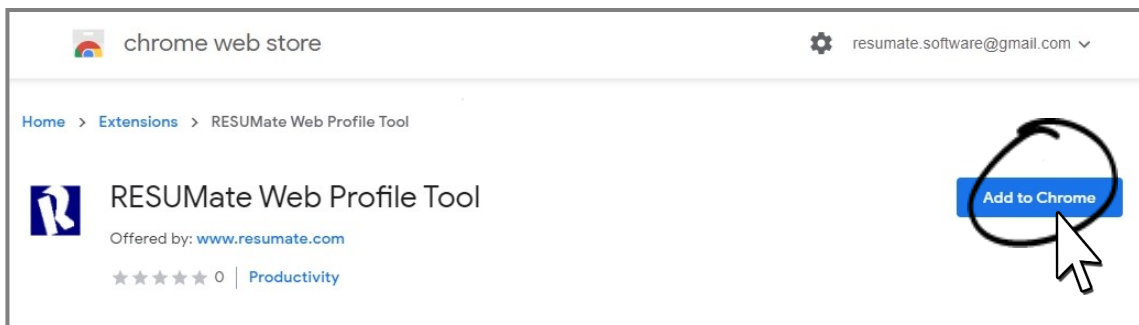 chrome web store
resumate.software@gmail.com
Home > Extensions > RESUMate Web Profile Tool
R
RESUMate Web Profile Tool
Add to Chrome
Offered by: www.resumate.com
0 | Productivity